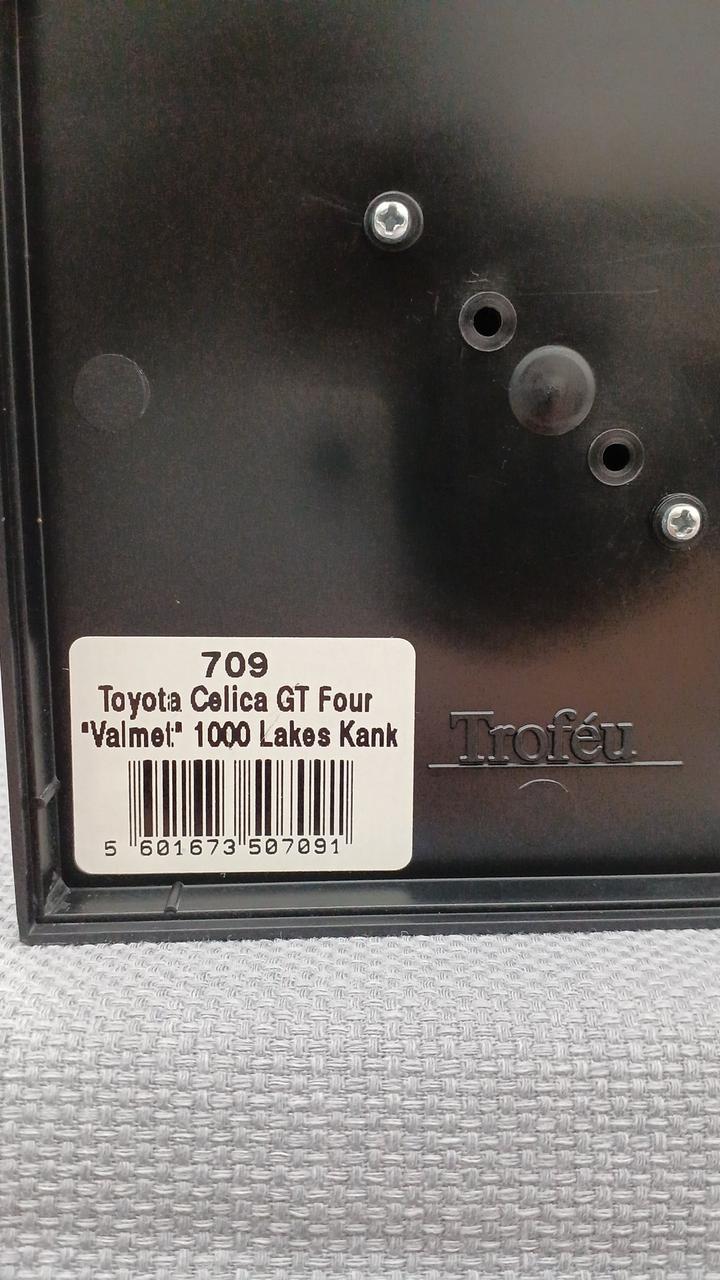 709
Toyota Celica GT Four
"Valmet" 1000 Lakes Kank
5 601673 507091
Troféu